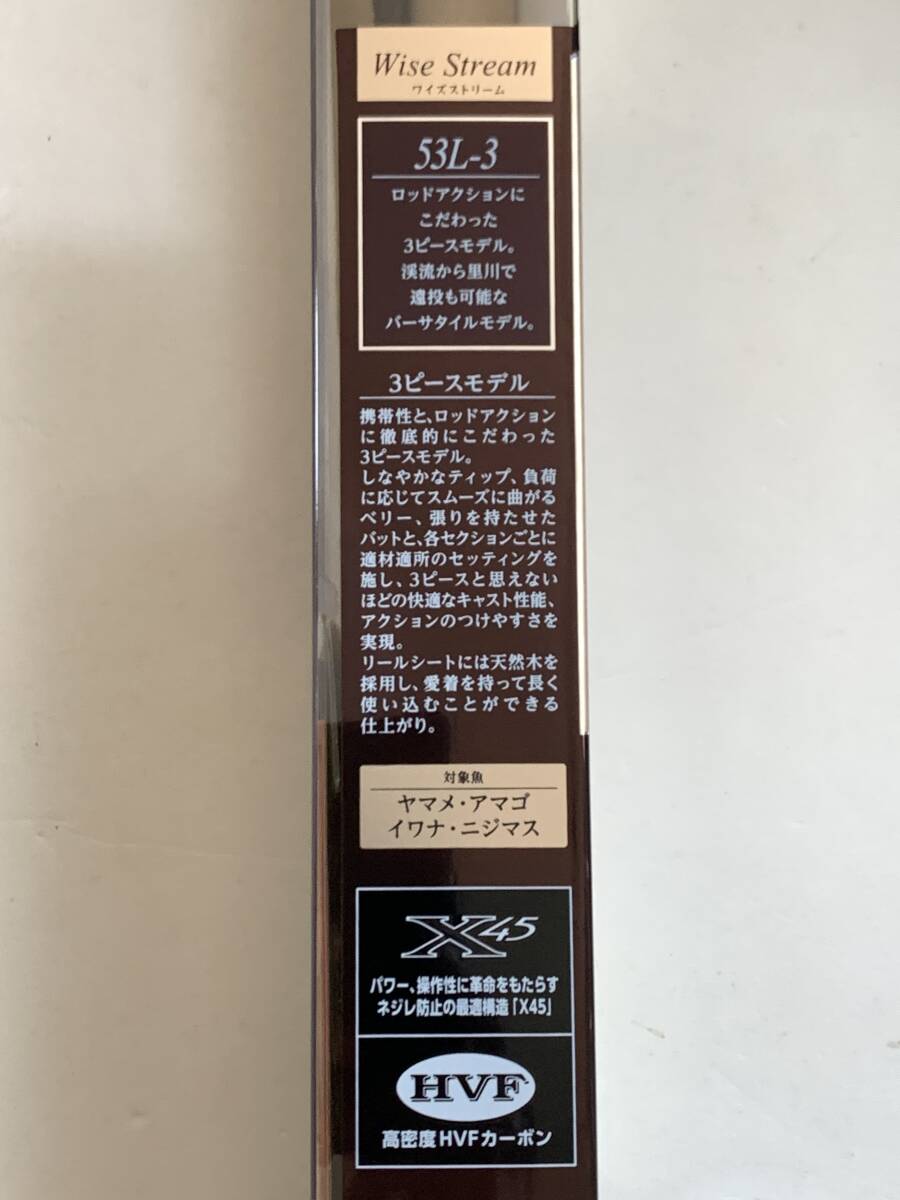 Wise Stream
ワイズストリーム
53L-3
ロッドアクションに
こだわった
3ピースモデル。
渓流から里川で
遠投も可能な
バーサタイルモデル。
3ピースモデル
携帯性と、ロッドアクション
に徹底的にこだわった
3ピースモデル。
しなやかなティップ、負荷
に応じてスムーズに曲がる
ベリー、張りを持たせた
バットと、各セクションごとに
適材適所のセッティングを
施し、3ピースと思えない
ほどの快適なキャスト性能、
アクションのつけやすさを
実現。
リールシートには天然木を
採用し、愛着を持って長く
使い込むことができる
仕上がり。
対象魚
ヤマメ・アマゴ
イワナ・ニジマス
X45
パワー、操作性に革命をもたらす
ネジレ防止の最適構造「X45」
HVF
高密度HVFカーボン